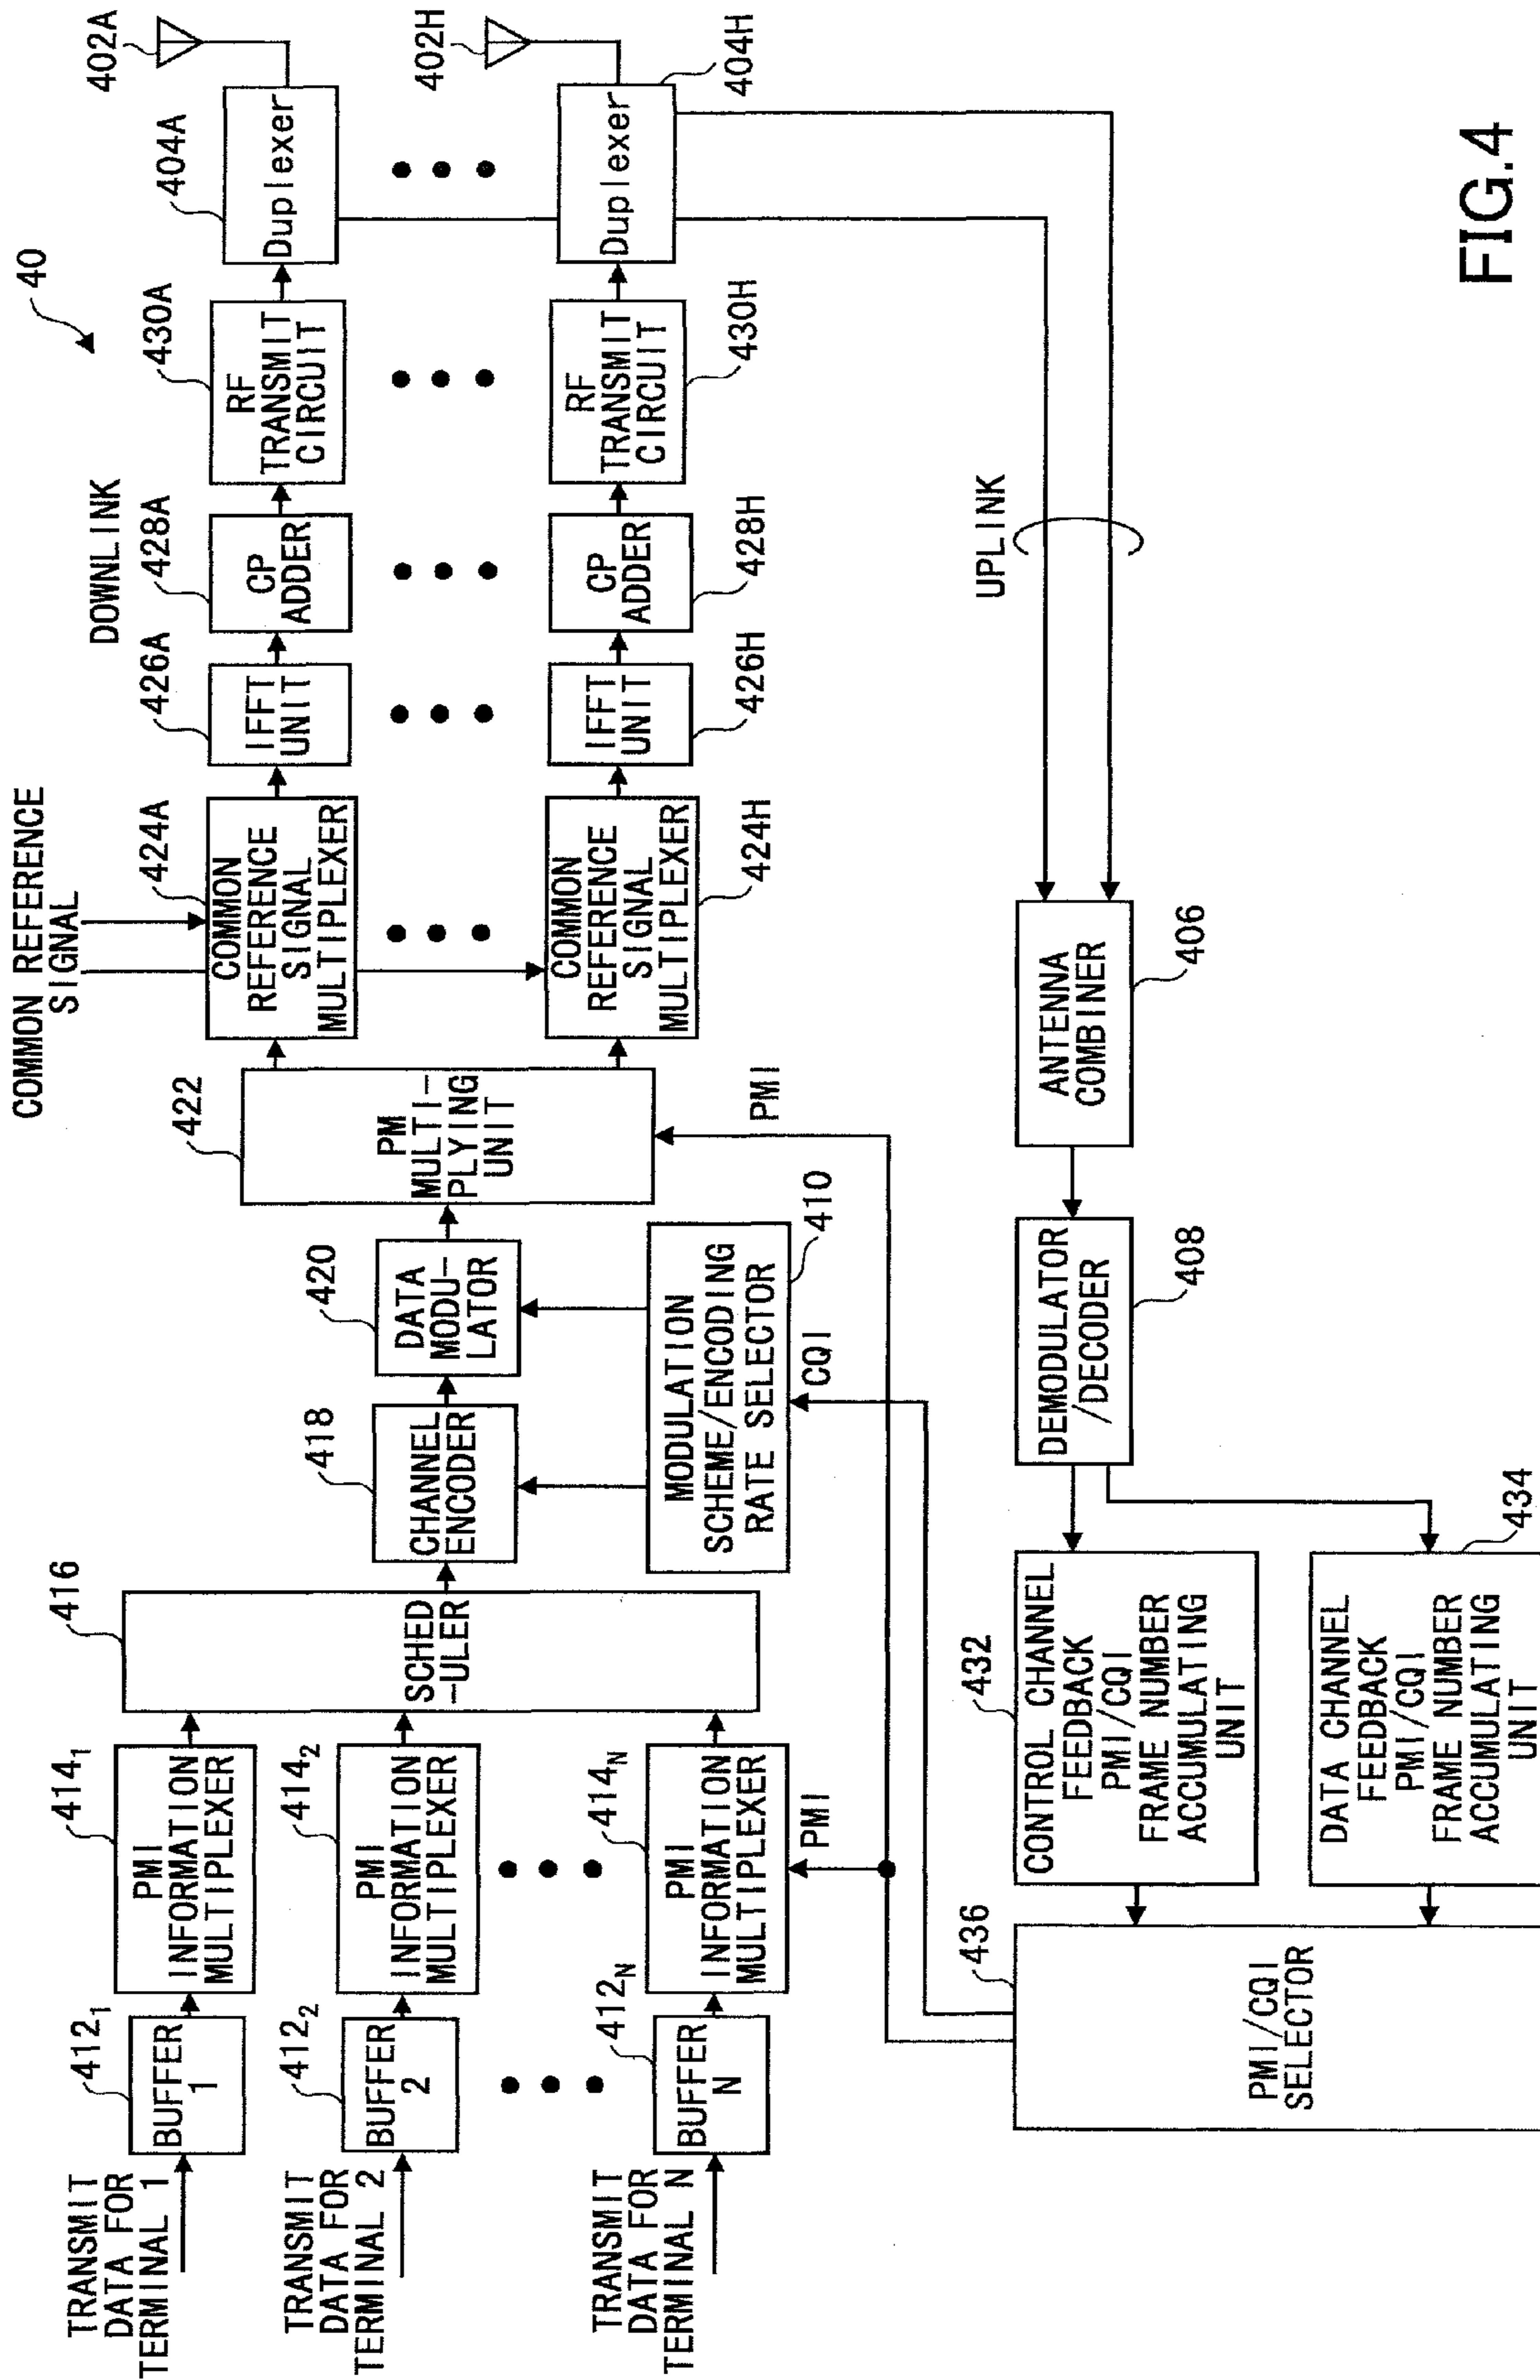 40
COMMON REFERENCE
SIGNAL
DOWNLINK
402A
404A
Duplexer
430A
RF
TRANSMIT
CIRCUIT
428A
CP
ADDER
426A
IFFT
UNIT
424A
COMMON
REFERENCE
SIGNAL
MULTIPLEXER
402H
404H
Duplexer
430H
RF
TRANSMIT
CIRCUIT
428H
CP
ADDER
426H
IFFT
UNIT
424H
COMMON
REFERENCE
SIGNAL
MULTIPLEXER
422
PM
MULTI-
PLYING
UNIT
PMI
420
DATA
MODU-
LATOR
418
CHANNEL
ENCODER
410
MODULATION
SCHEME/ENCODING
RATE SELECTOR
CQI
416
SCHED
-ULER
414₁
PMI
INFORMATION
MULTIPLEXER
412₁
BUFFER
1
TRANSMIT
DATA FOR
TERMINAL 1
414₂
PMI
INFORMATION
MULTIPLEXER
412₂
BUFFER
2
TRANSMIT
DATA FOR
TERMINAL 2
414N
PMI
INFORMATION
MULTIPLEXER
PMI
412N
BUFFER
N
TRANSMIT
DATA FOR
TERMINAL N
UPLINK
ANTENNA
COMBINER
406
DEMODULATOR
/DECODER
408
432
CONTROL CHANNEL
FEEDBACK
PMI/CQI
FRAME NUMBER
ACCUMULATING
UNIT
434
DATA CHANNEL
FEEDBACK
PMI/CQI
FRAME NUMBER
ACCUMULATING
UNIT
436
PMI/CQI
SELECTOR
FIG.4